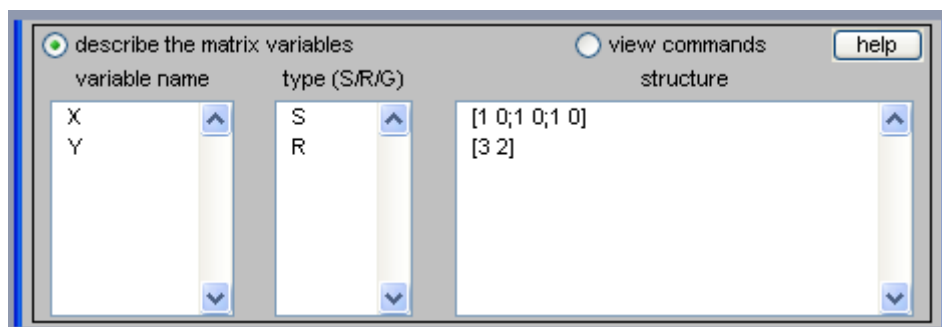 describe the matrix variables view commands help
variable name type (S/R/G) structure
X S [1 0;1 0;1 0]
Y R [3 2]